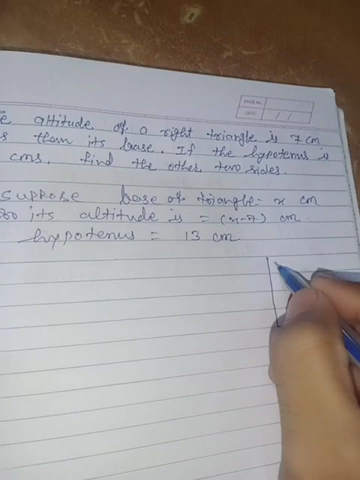 e altitude of a right triangle is 7 cm
s them its base. If the hypotenus is
cms. find the other two sides.
suppose base of triangle = x cm
so its altitude is = (x-7) cm.
hypotenus = 13 cm